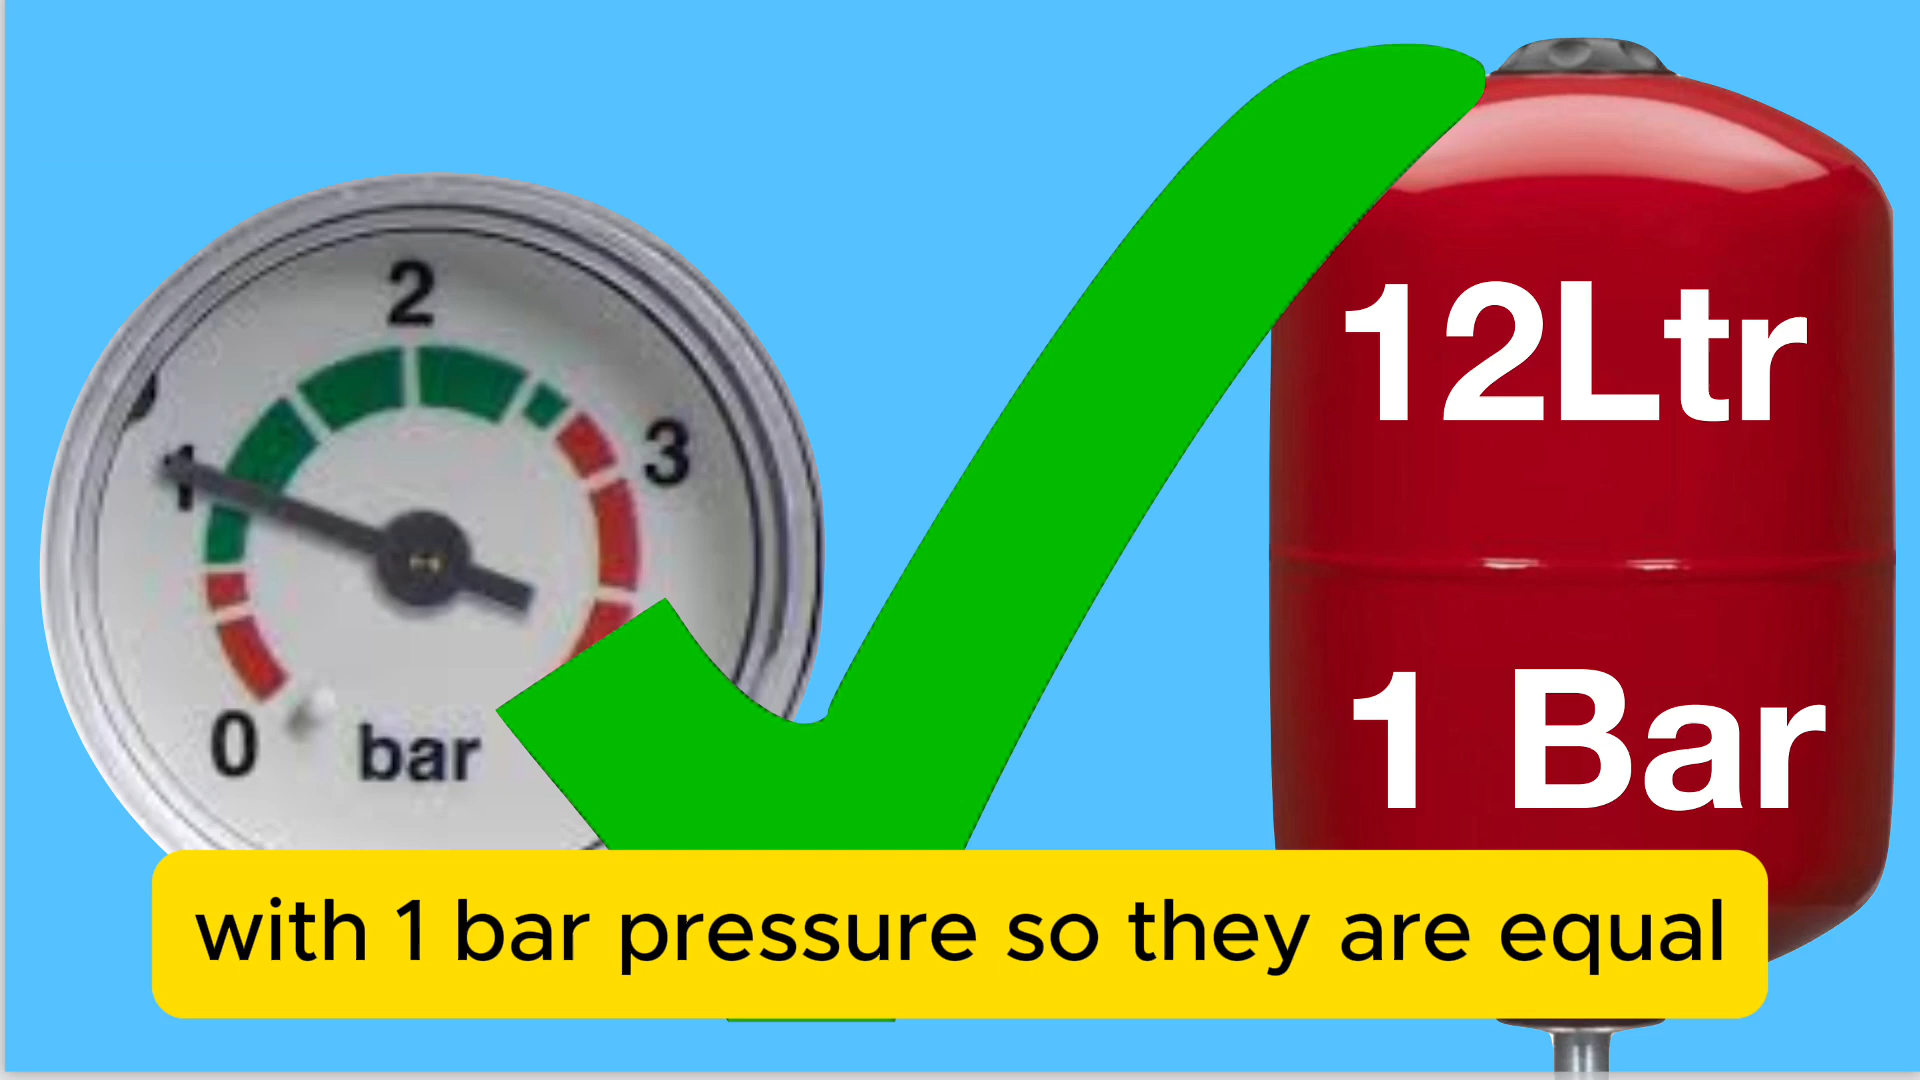 2
3
1
0
bar
12Ltr
1 Bar
with 1 bar pressure so they are equal